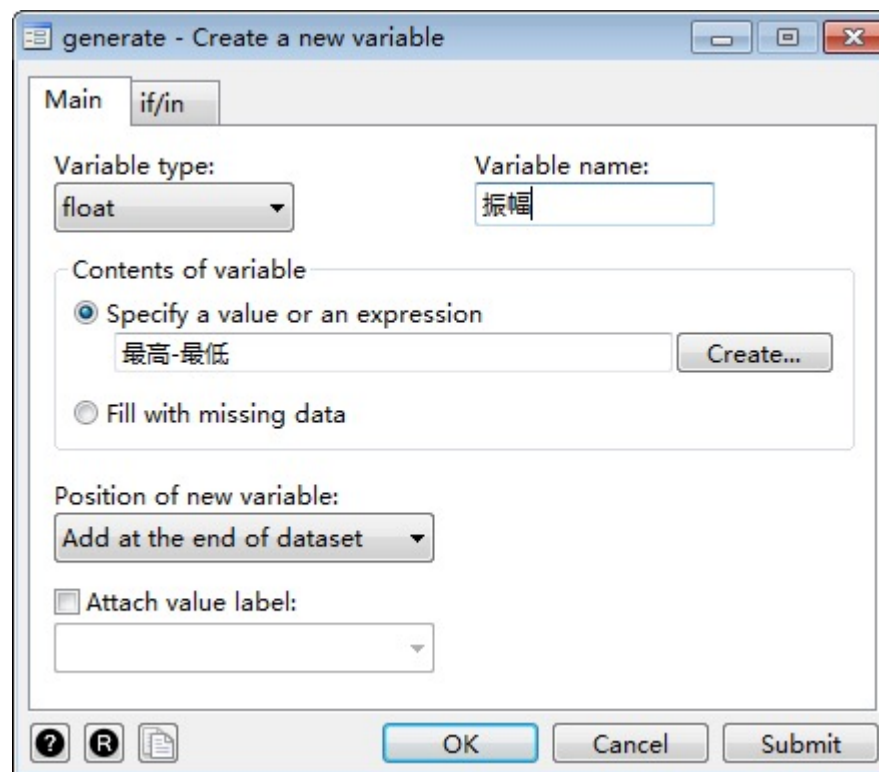 generate - Create a new variable
Main if/in
Variable type: Variable name:
float 振幅
Contents of variable
Specify a value or an expression
最高-最低 Create...
Fill with missing data
Position of new variable:
Add at the end of dataset
Attach value label:
? R OK Cancel Submit